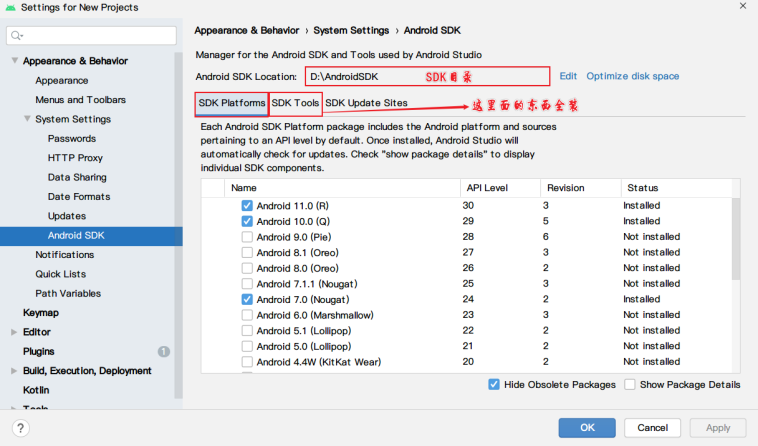 Settings for New Projects
Appearance & Behavior › System Settings › Android SDK
Appearance & Behavior
Appearance
Menus and Toolbars
System Settings
Passwords
HTTP Proxy
Data Sharing
Date Formats
Updates
Android SDK
Notifications
Quick Lists
Path Variables
Keymap
Editor
Plugins 1
Build, Execution, Deployment
Kotlin
Tools
Manager for the Android SDK and Tools used by Android Studio
Android SDK Location: D:\AndroidSDK SDK目录 Edit Optimize disk space
SDK Platforms SDK Tools SDK Update Sites 这里面的东西全装
Each Android SDK Platform package includes the Android platform and sources
pertaining to an API level by default. Once installed, Android Studio will
automatically check for updates. Check "show package details" to display
individual SDK components.
Name API Level Revision Status
Android 11.0 (R) 30 3 Installed
Android 10.0 (Q) 29 5 Installed
Android 9.0 (Pie) 28 6 Not installed
Android 8.1 (Oreo) 27 3 Not installed
Android 8.0 (Oreo) 26 2 Not installed
Android 7.1.1 (Nougat) 25 3 Not installed
Android 7.0 (Nougat) 24 2 Installed
Android 6.0 (Marshmallow) 23 3 Not installed
Android 5.1 (Lollipop) 22 2 Not installed
Android 5.0 (Lollipop) 21 2 Not installed
Android 4.4W (KitKat Wear) 20 2 Not installed
Hide Obsolete Packages Show Package Details
? OK Cancel Apply